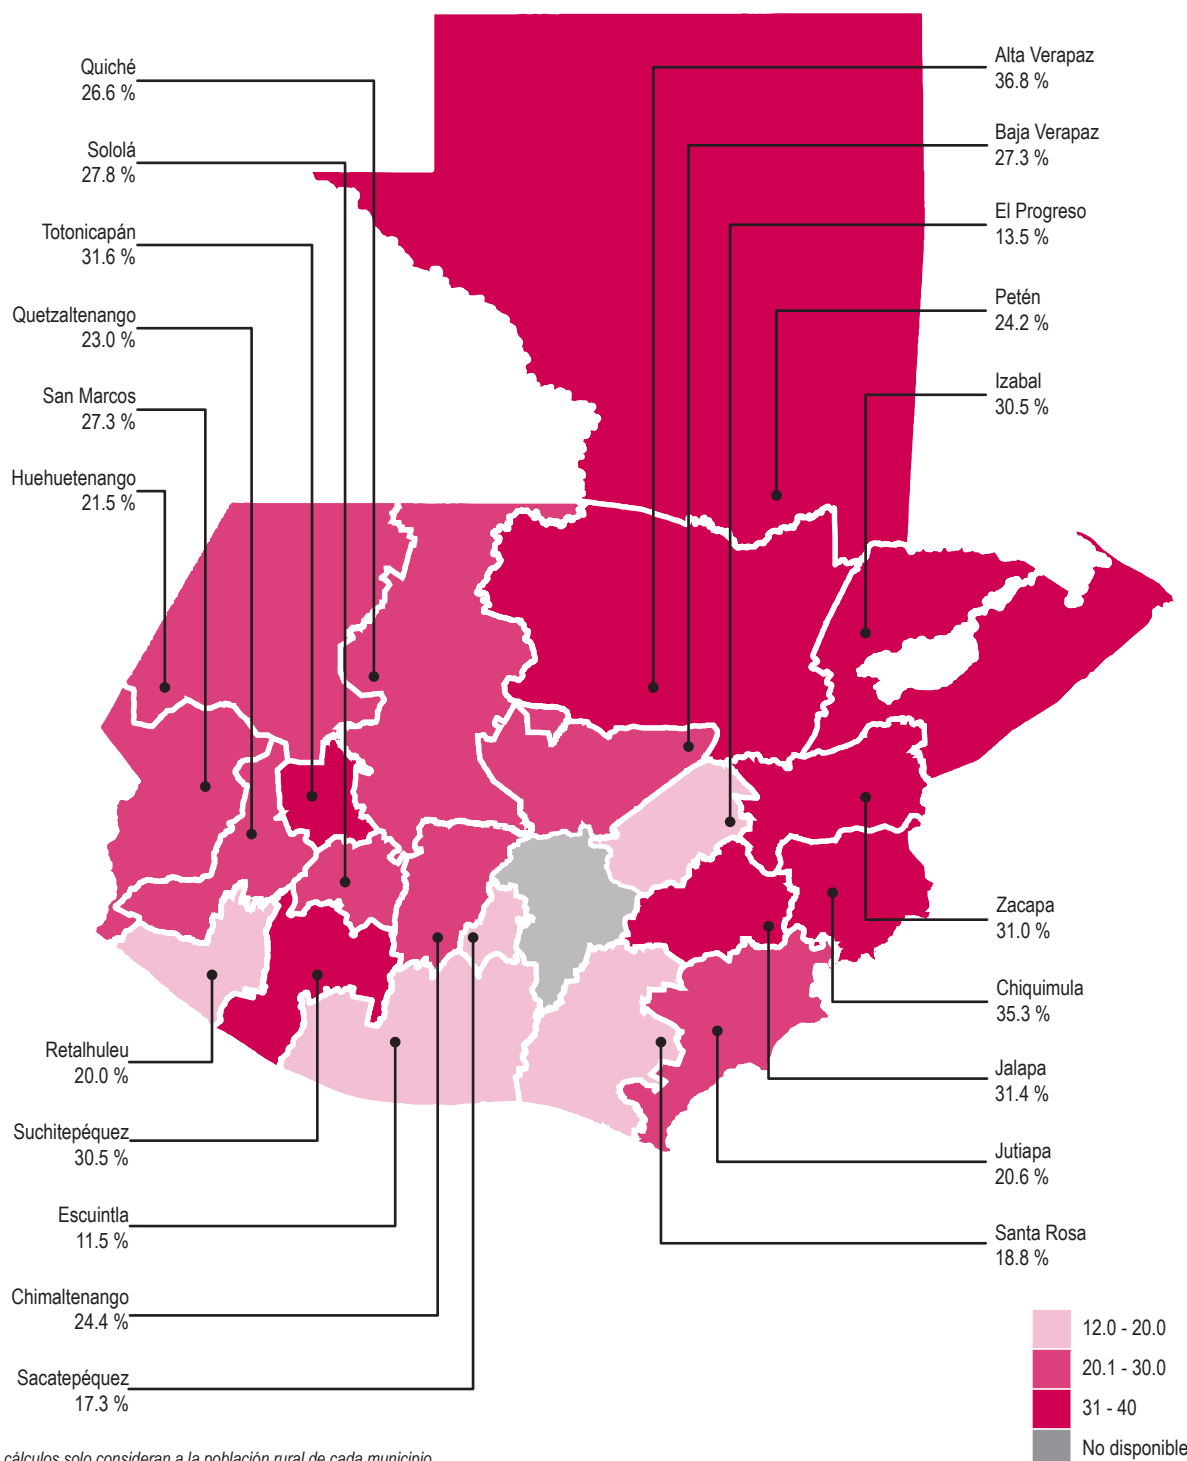 Quiché
26.6 %
Sololá
27.8 %
Totonicapán
31.6 %
Quetzaltenango
23.0 %
San Marcos
27.3 %
Huehuetenango
21.5 %
Alta Verapaz
36.8 %
Baja Verapaz
27.3 %
El Progreso
13.5 %
Petén
24.2 %
Izabal
30.5 %
Zacapa
31.0 %
Chiquimula
35.3 %
Jalapa
31.4 %
Jutiapa
20.6 %
Santa Rosa
18.8 %
Retalhuleu
20.0 %
Suchitepéquez
30.5 %
Escuintla
11.5 %
Chimaltenango
24.4 %
Sacatepéquez
17.3 %
12.0 - 20.0
20.1 - 30.0
31 - 40
No disponible
cálculos solo consideran a la población rural de cada municipio